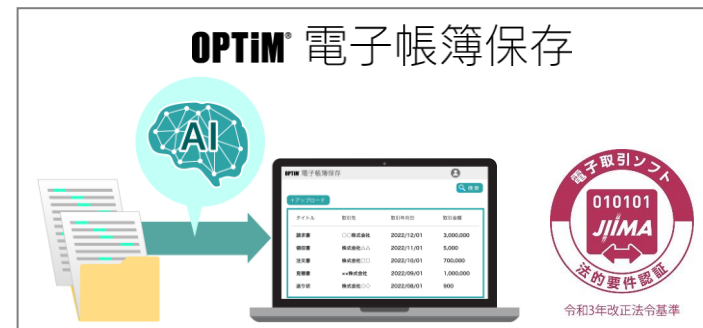 OPTiM® 電子帳簿保存
AI
OPTiM 電子帳簿保存
検索
+アップロード
タイトル 取引先 取引年月日 取引金額
請求書 ○○株式会社 2022/12/01 3,000,000
領収書 株式会社△△ 2022/11/01 5,000
注文書 株式会社□□ 2022/10/01 700,000
見積書 ××株式会社 2022/09/01 1,000,000
送り状 株式会社○○ 2022/08/01 900
電子取引ソフト
010101
JIIMA
法的要件認証
令和3年改正法令基準